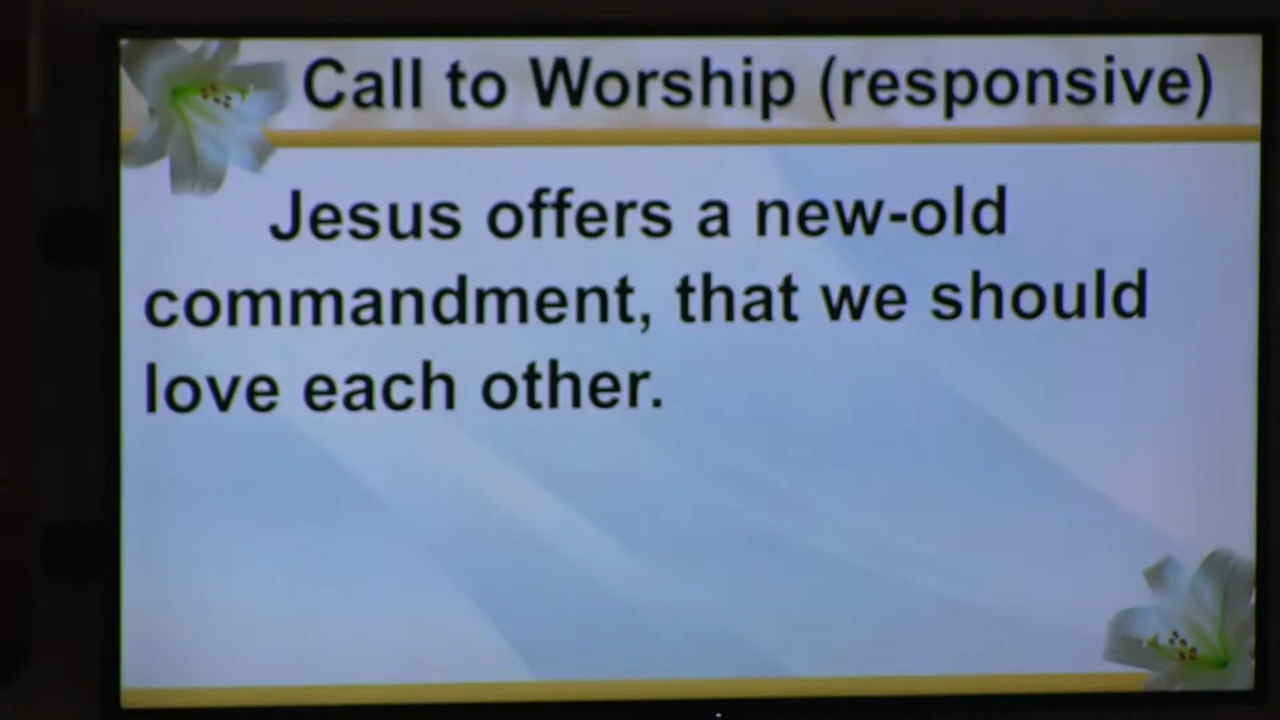 Call to Worship (responsive)
Jesus offers a new-old
commandment, that we should
love each other.